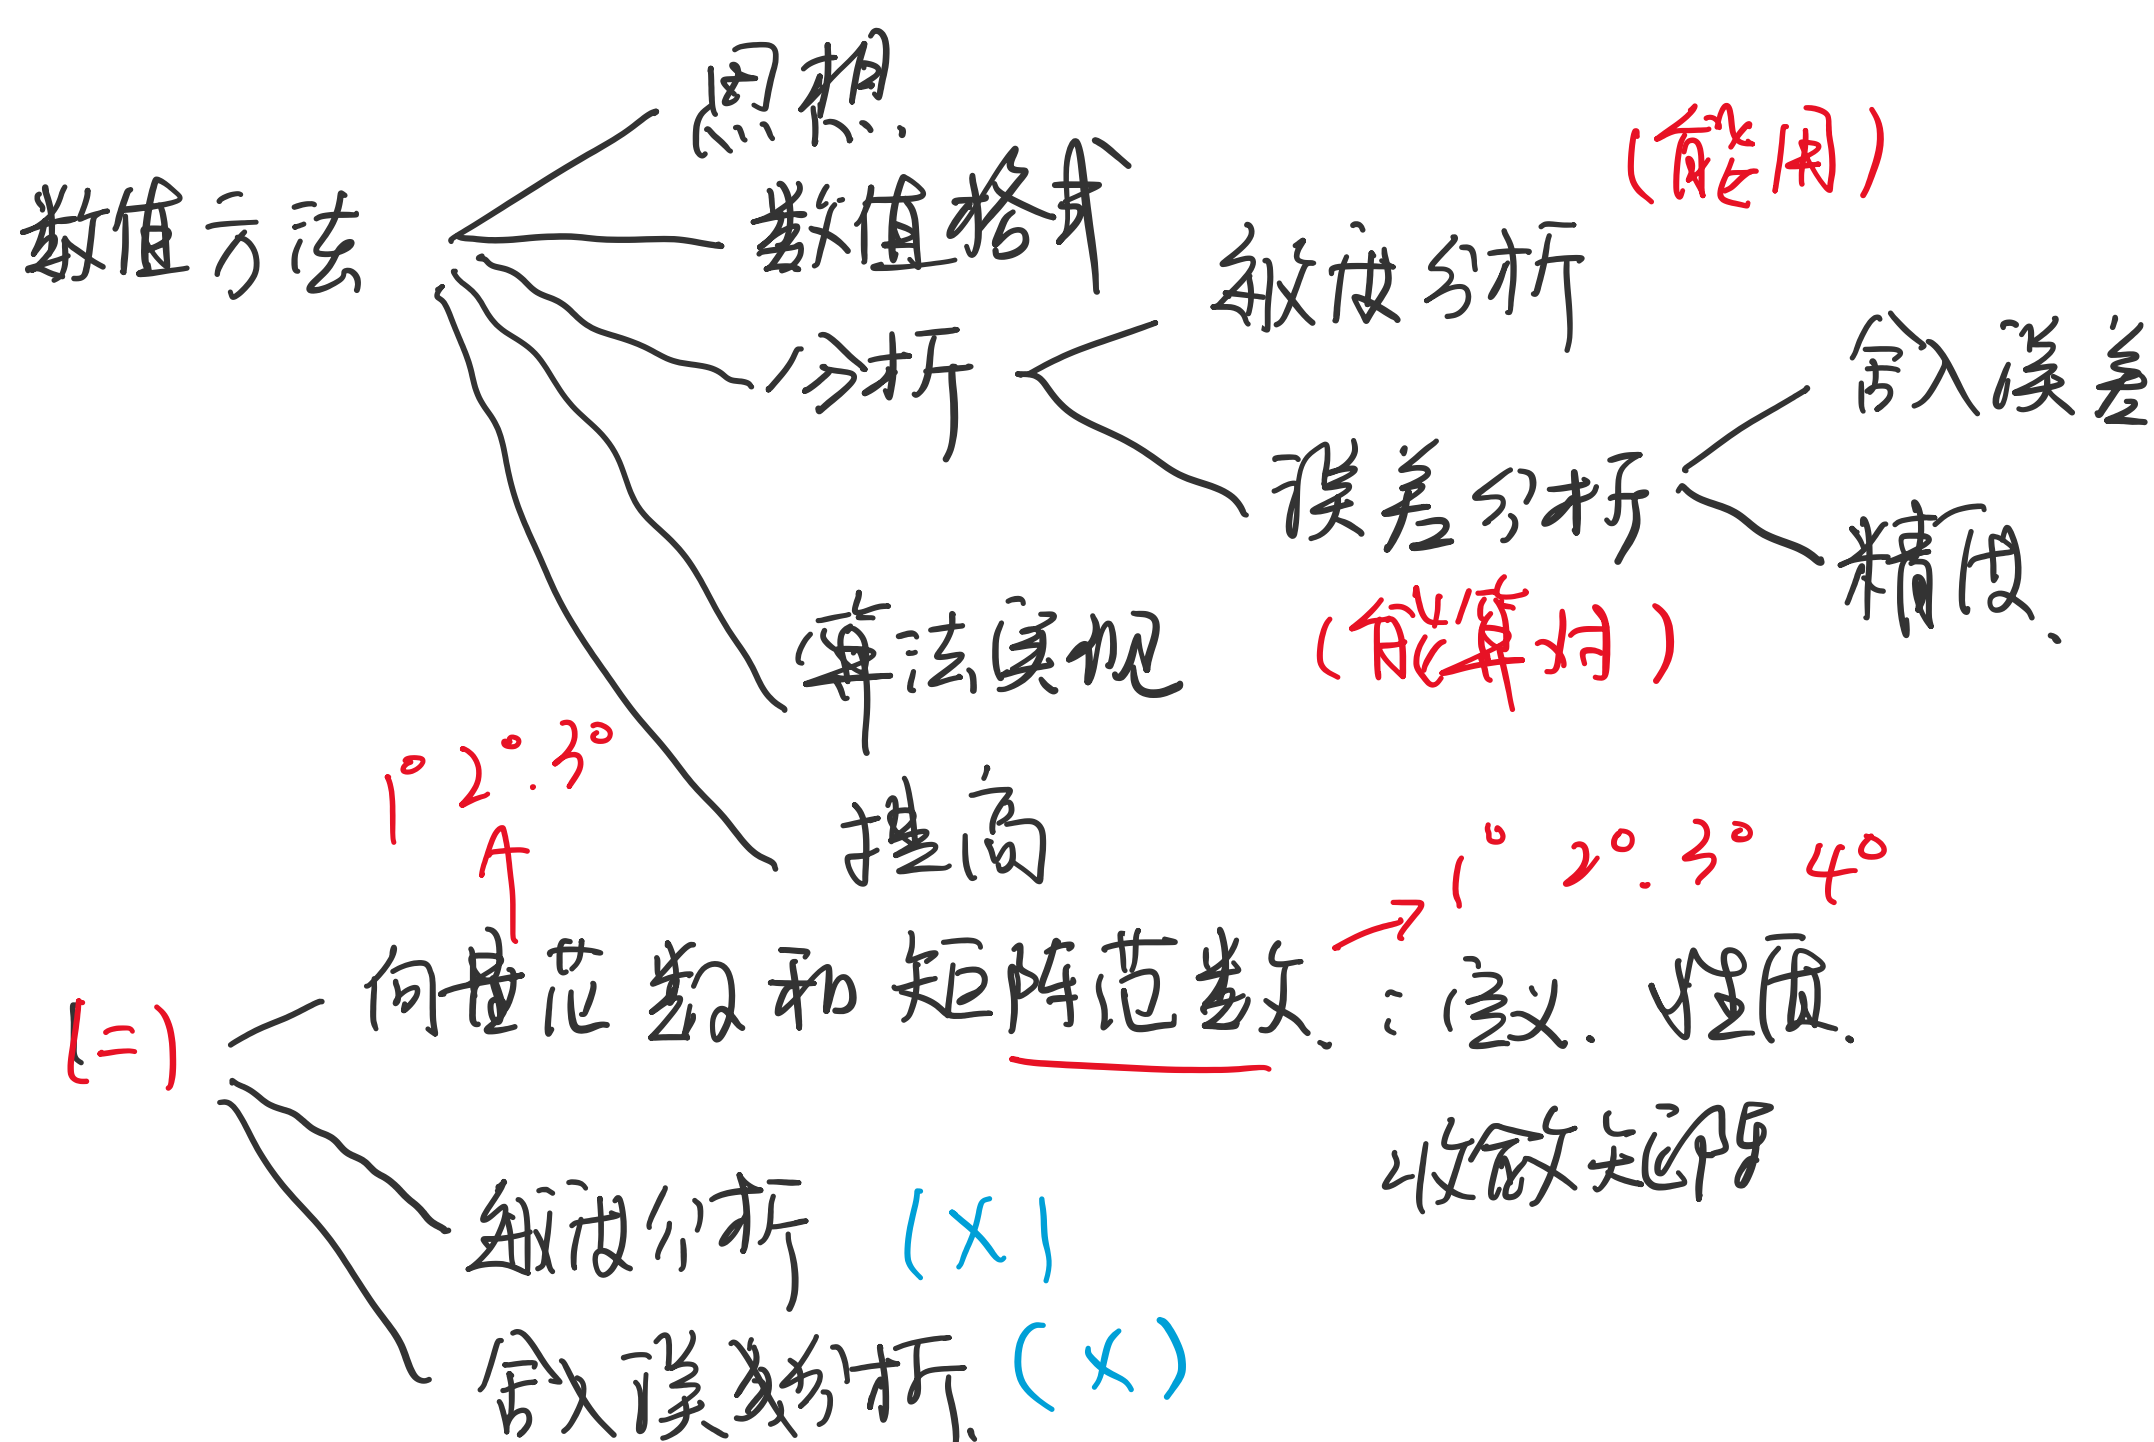 思想.
(能用)
数值方法
数值格式
敏度分析
舍入误差
分析
误差分析
精度.
算法实现
(能算好)
1° 2°. 3°
提高
1° 2°. 3° 4°
(二)
向量范数和矩阵范数. : 定义. 性质.
收敛矩阵
敏度分析 (X)
舍入误差分析. (X)